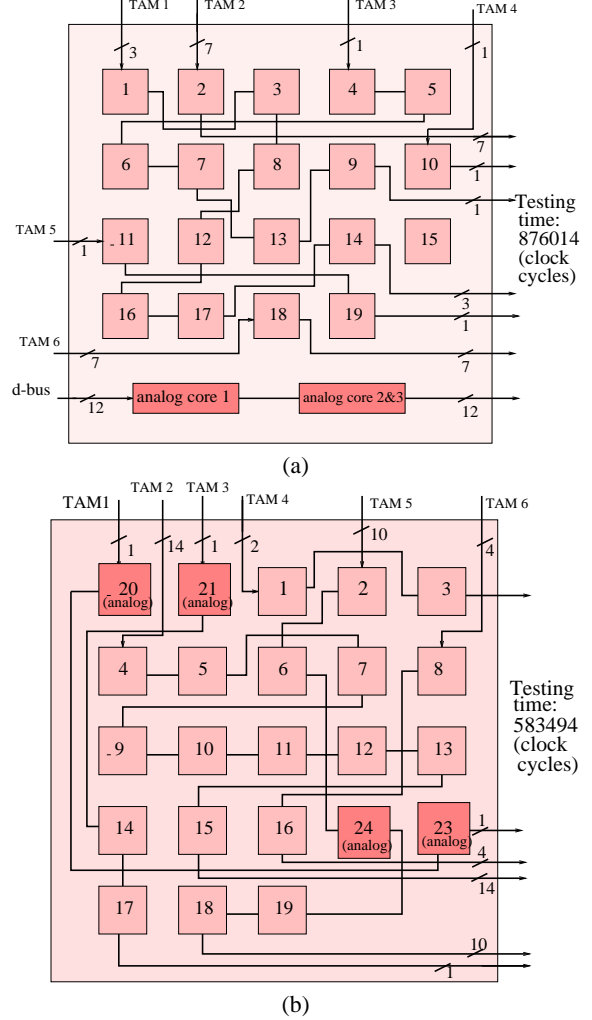 TAM 1 TAM 2 TAM 3 TAM 4
3 7 1 1
1 2 3 4 5
7
6 7 8 9 10
1
1
Testing
time:
876014
(clock
cycles)
TAM 5
1
11 12 13 14 15
3
16 17 18 19
1
TAM 6
7
7
d-bus
12
analog core 1 analog core 2&3
12
(a)
TAM1 TAM 2 TAM 3 TAM 4 TAM 5 TAM 6
1 14 1 2 10 4
20 21 1 2 3
(analog) (analog)
4 5 6 7 8
Testing
time:
583494
(clock
cycles)
9 10 11 12 13
14 15 16 24 23
(analog) (analog)
1
4
14
17 18 19
10
1
(b)